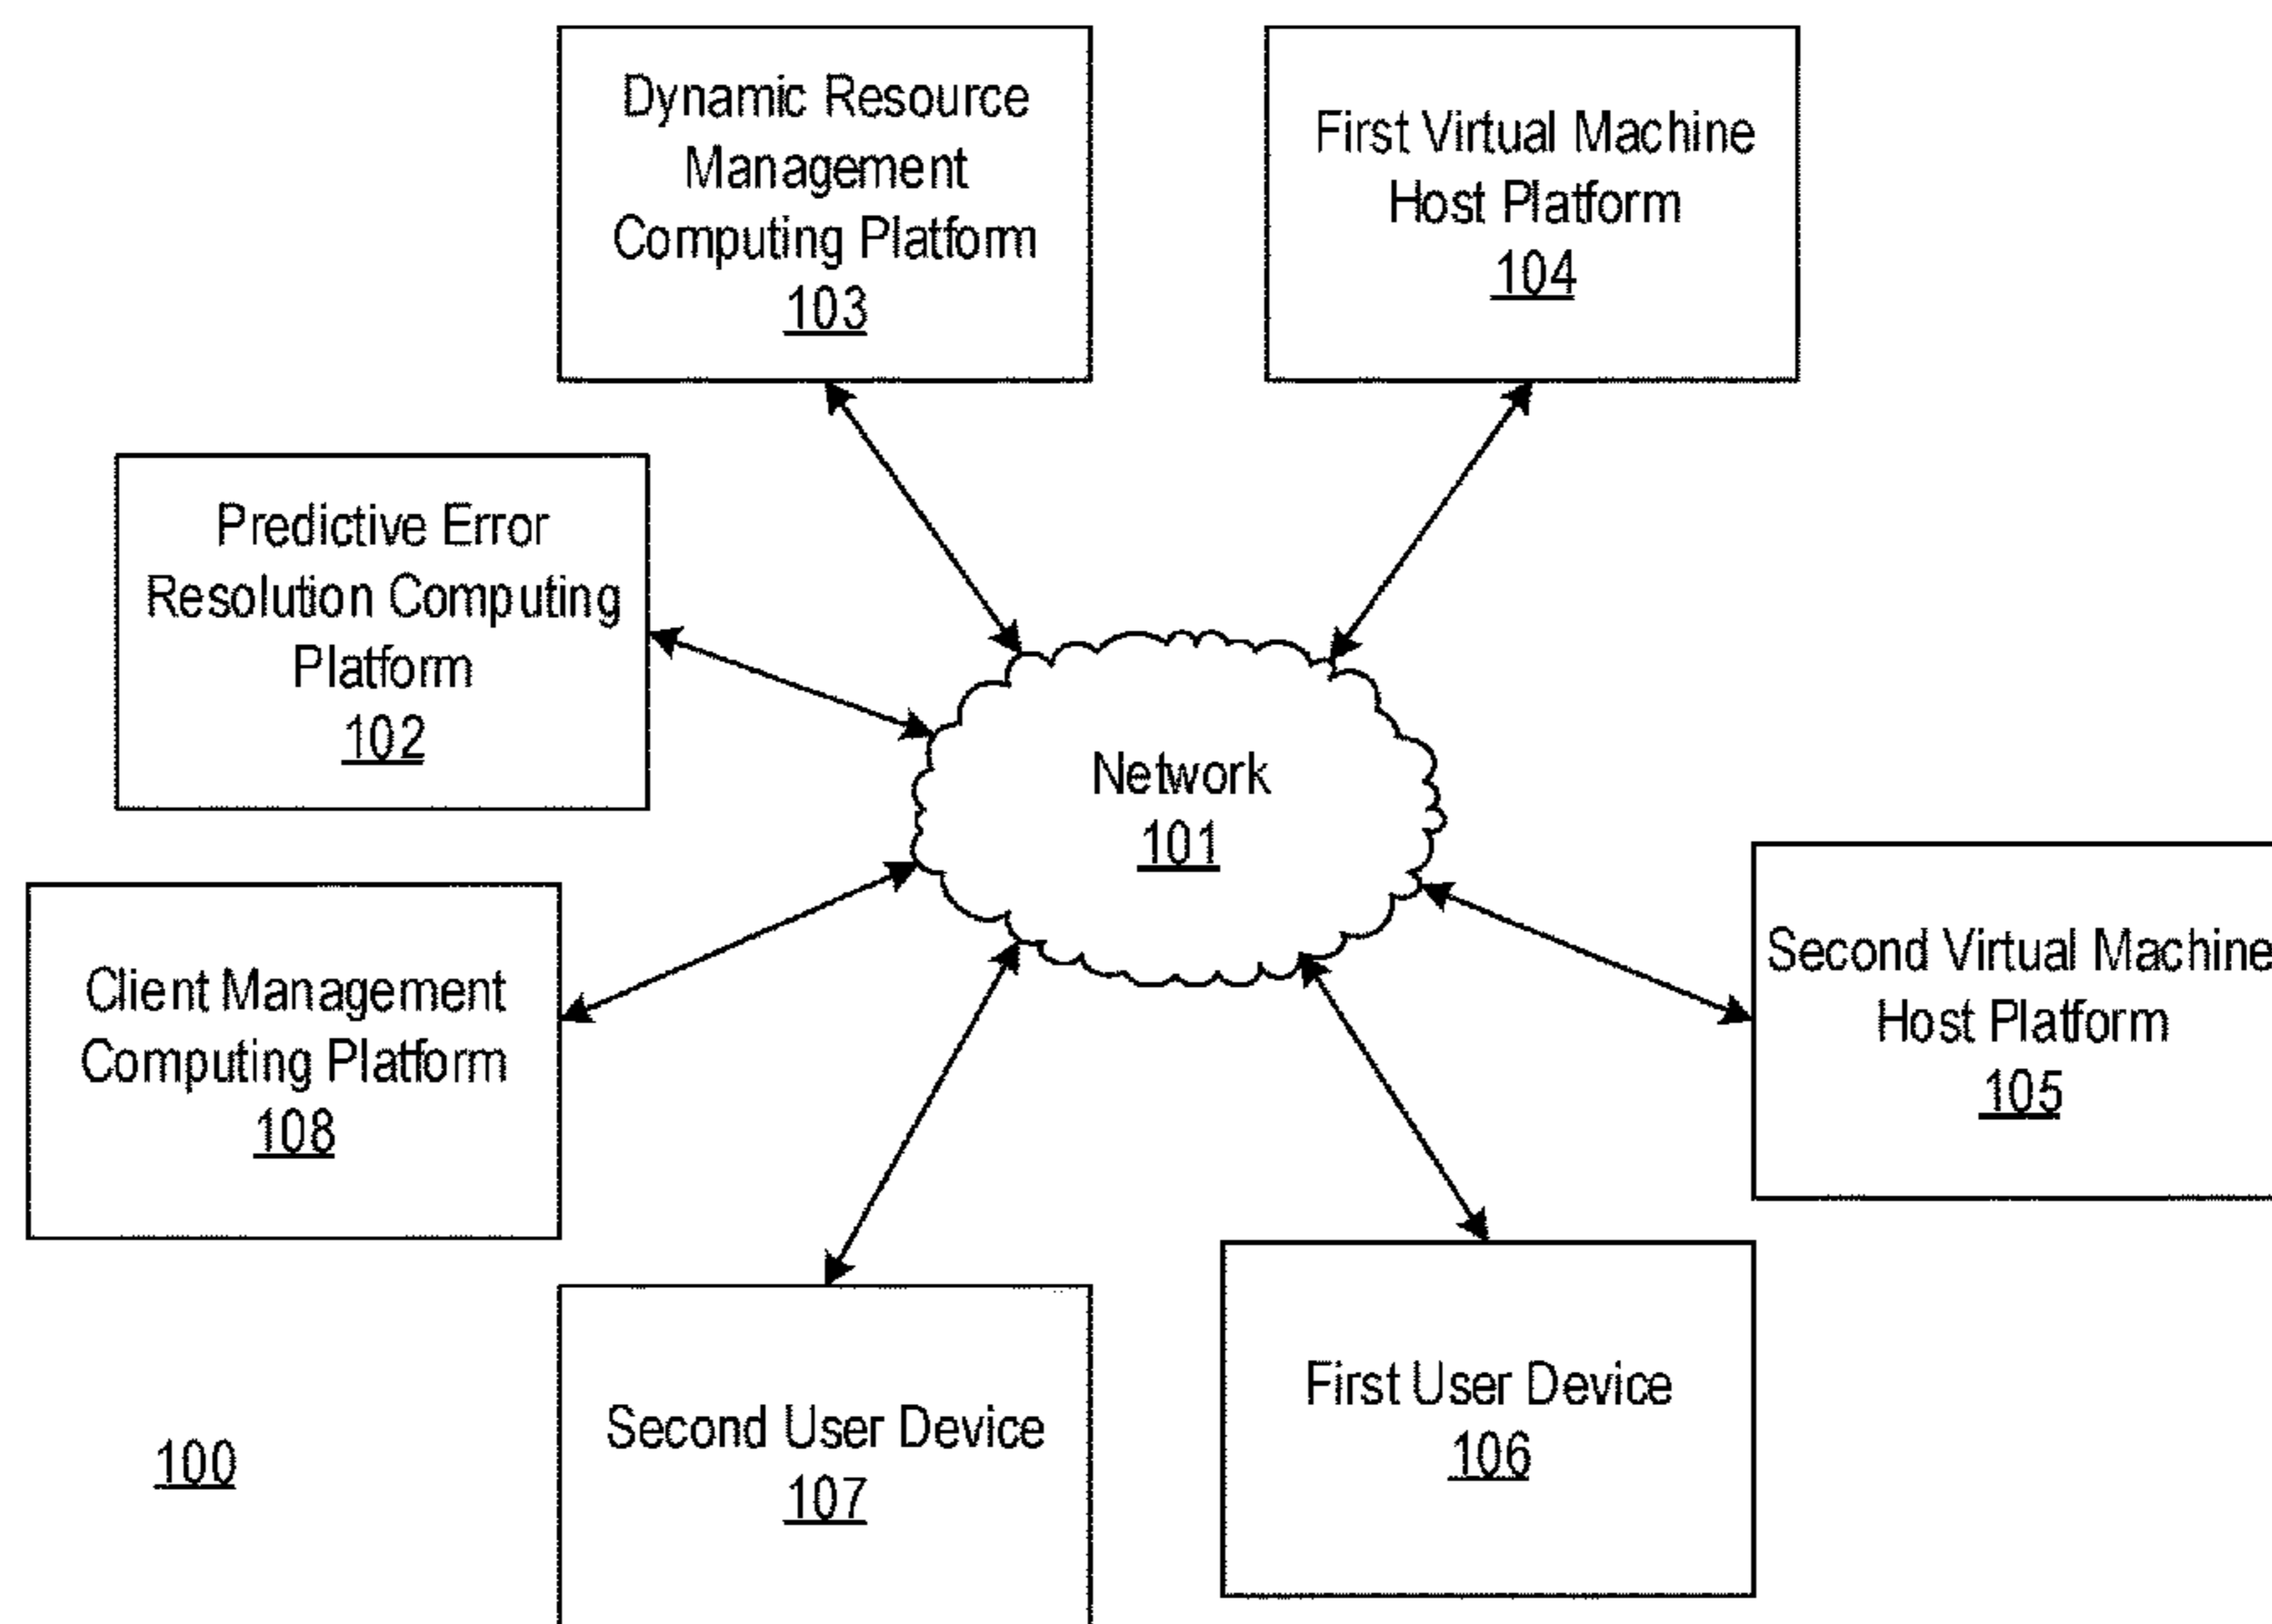 Dynamic Resource
Management
Computing Platform
103
First Virtual Machine
Host Platform
104
Predictive Error
Resolution Computing
Platform
102
Network
101
Second Virtual Machine
Host Platform
105
Client Management
Computing Platform
108
First User Device
106
Second User Device
107
100